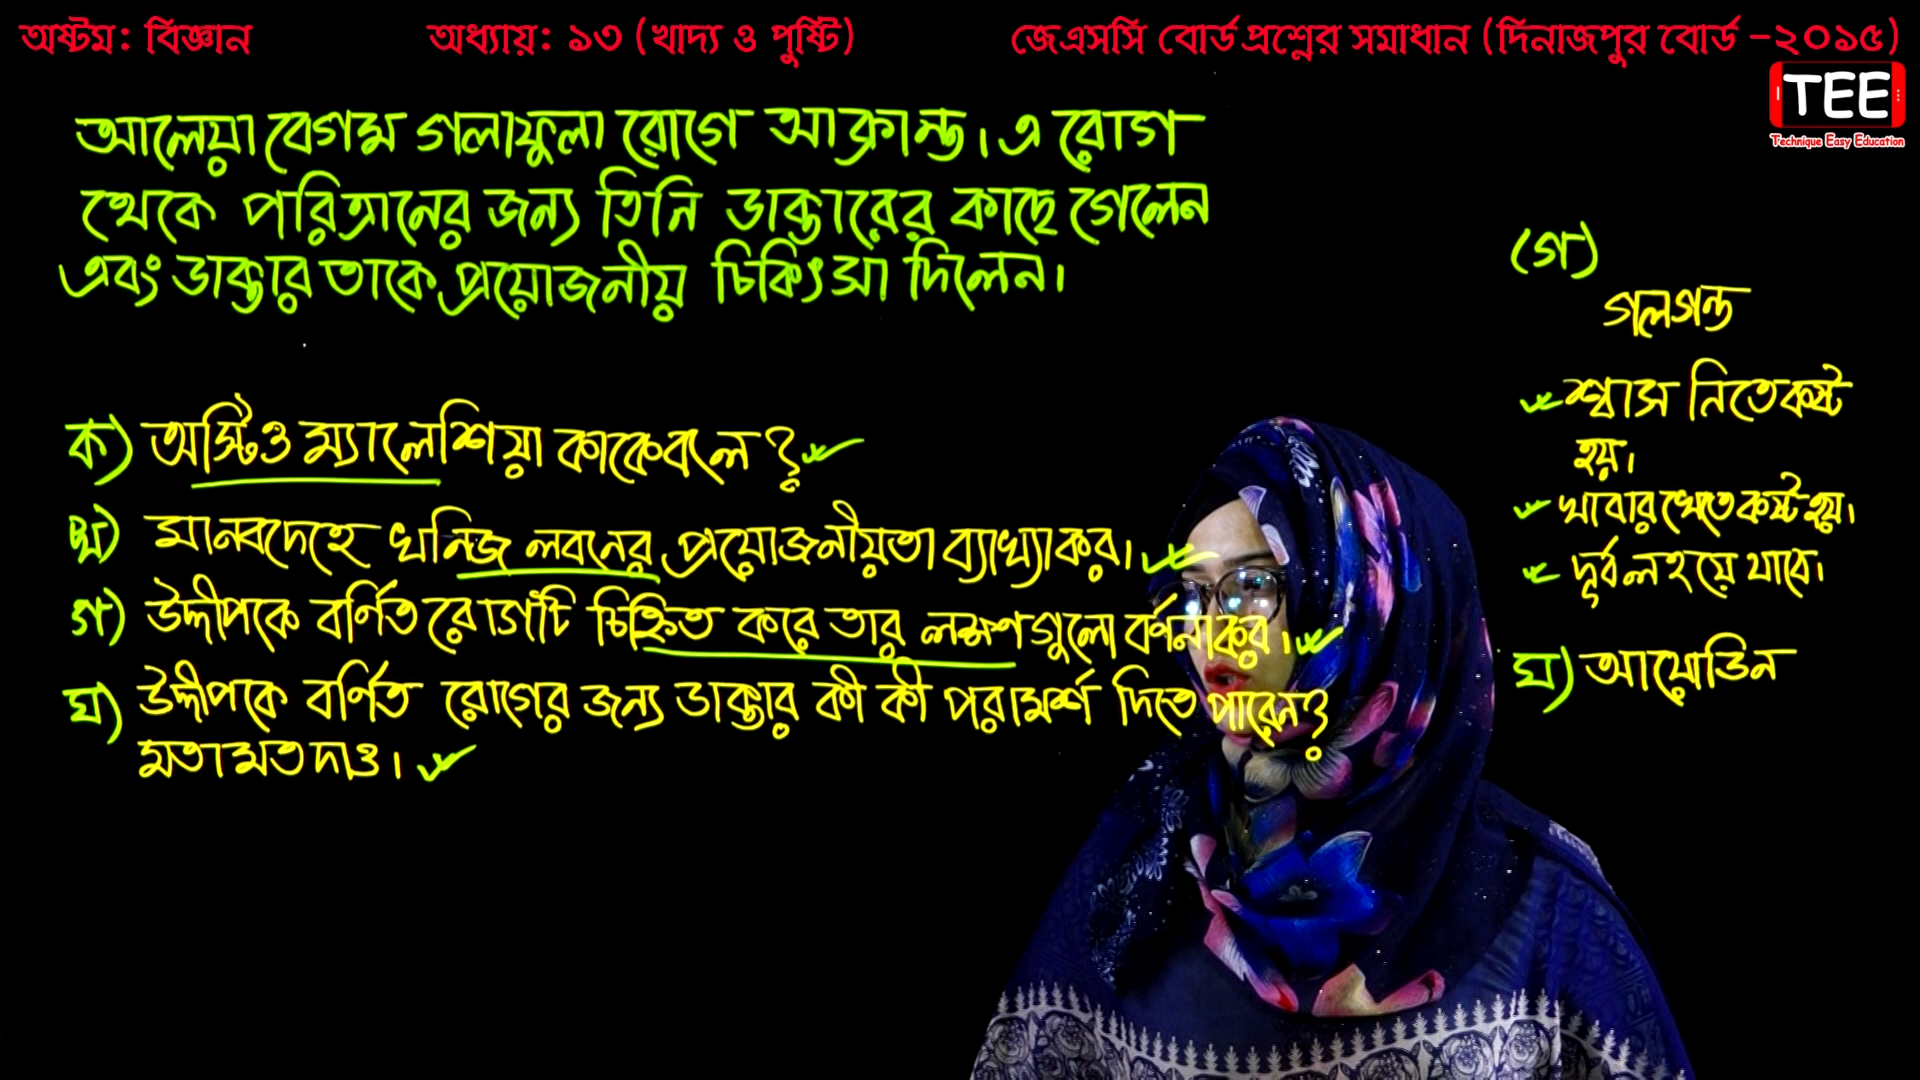 অষ্টম: বিজ্ঞান
অধ্যায়: ১৩ (খাদ্য ও পুষ্টি)
জেএসসি বোর্ড প্রশ্নের সমাধান (দিনাজপুর বোর্ড -২০১৫)
TEE
Technique Easy Education
আলেয়া বেগম গলাফুলা রোগে আক্রান্ত। এ রোগ
থেকে পরিত্রানের জন্য তিনি ডাক্তারের কাছে গেলেন
এবং ডাক্তার তাকে প্রয়োজনীয় চিকিৎসা দিলেন।
ক) অস্টিও ম্যালেশিয়া কাকে বলে?
খ) মানবদেহে খনিজ লবনের প্রয়োজনীয়তা ব্যাখ্যা কর।
গ) উদ্দীপকে বর্ণিত রোগটি চিহ্নিত করে তার লক্ষণগুলো বর্ণনা কর।
ঘ) উদ্দীপকে বর্ণিত রোগের জন্য ডাক্তার কী কী পরামর্শ দিতে পারেন?
মতামত দাও।
(গ)
গলগন্ড
শ্বাস নিতে কষ্ট
হয়।
খাবার খেতে কষ্ট হয়।
দূর্বল হয়ে যাবে।
ঘ) আয়োডিন